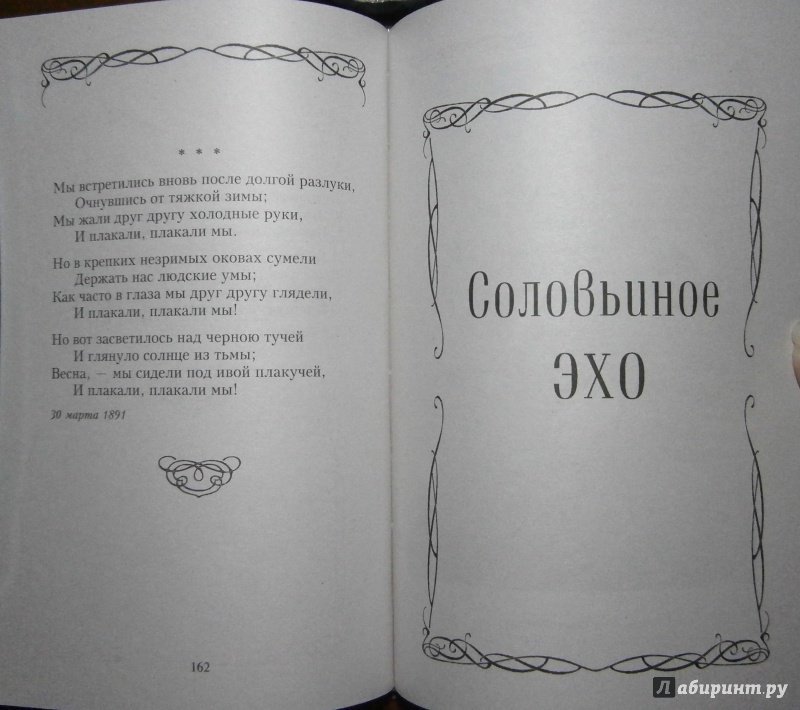 * * *
Мы встретились вновь после долгой разлуки,
Очнувшись от тяжкой зимы;
Мы жали друг другу холодные руки,
И плакали, плакали мы.
Но в крепких незримых оковах сумели
Держать нас людские умы;
Как часто в глаза мы друг другу глядели,
И плакали, плакали мы!
Но вот засветилось над черною тучей
И глянуло солнце из тьмы;
Весна, — мы сидели под ивой плакучей,
И плакали, плакали мы!
30 марта 1891
162
Соловьиное
ЭХО
Лабиринт.ру